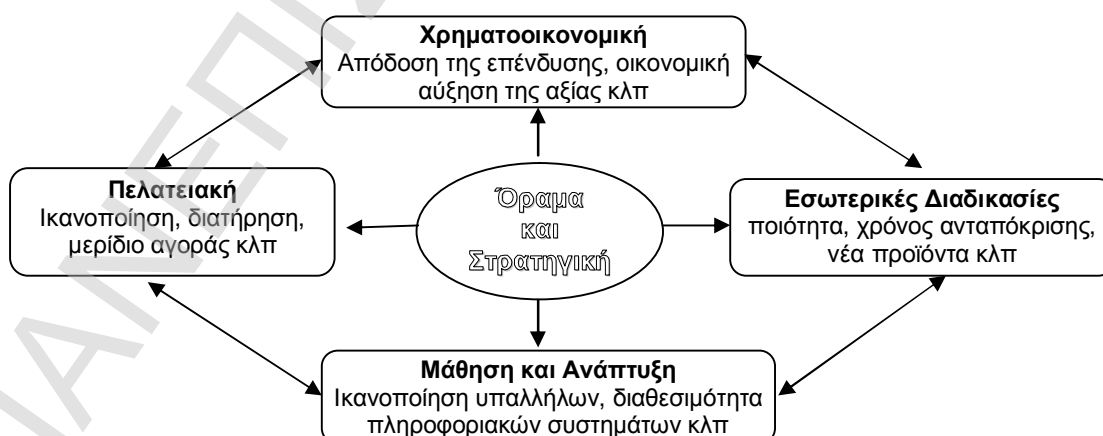 Χρηματοοικονομική
Απόδοση της επένδυσης, οικονομική
αύξηση της αξίας κλπ
Πελατειακή
Ικανοποίηση, διατήρηση,
μερίδιο αγοράς κλπ
Όραμα
και
Στρατηγική
Εσωτερικές Διαδικασίες
ποιότητα, χρόνος ανταπόκρισης,
νέα προϊόντα κλπ
Μάθηση και Ανάπτυξη
Ικανοποίηση υπαλλήλων, διαθεσιμότητα
πληροφοριακών συστημάτων κλπ